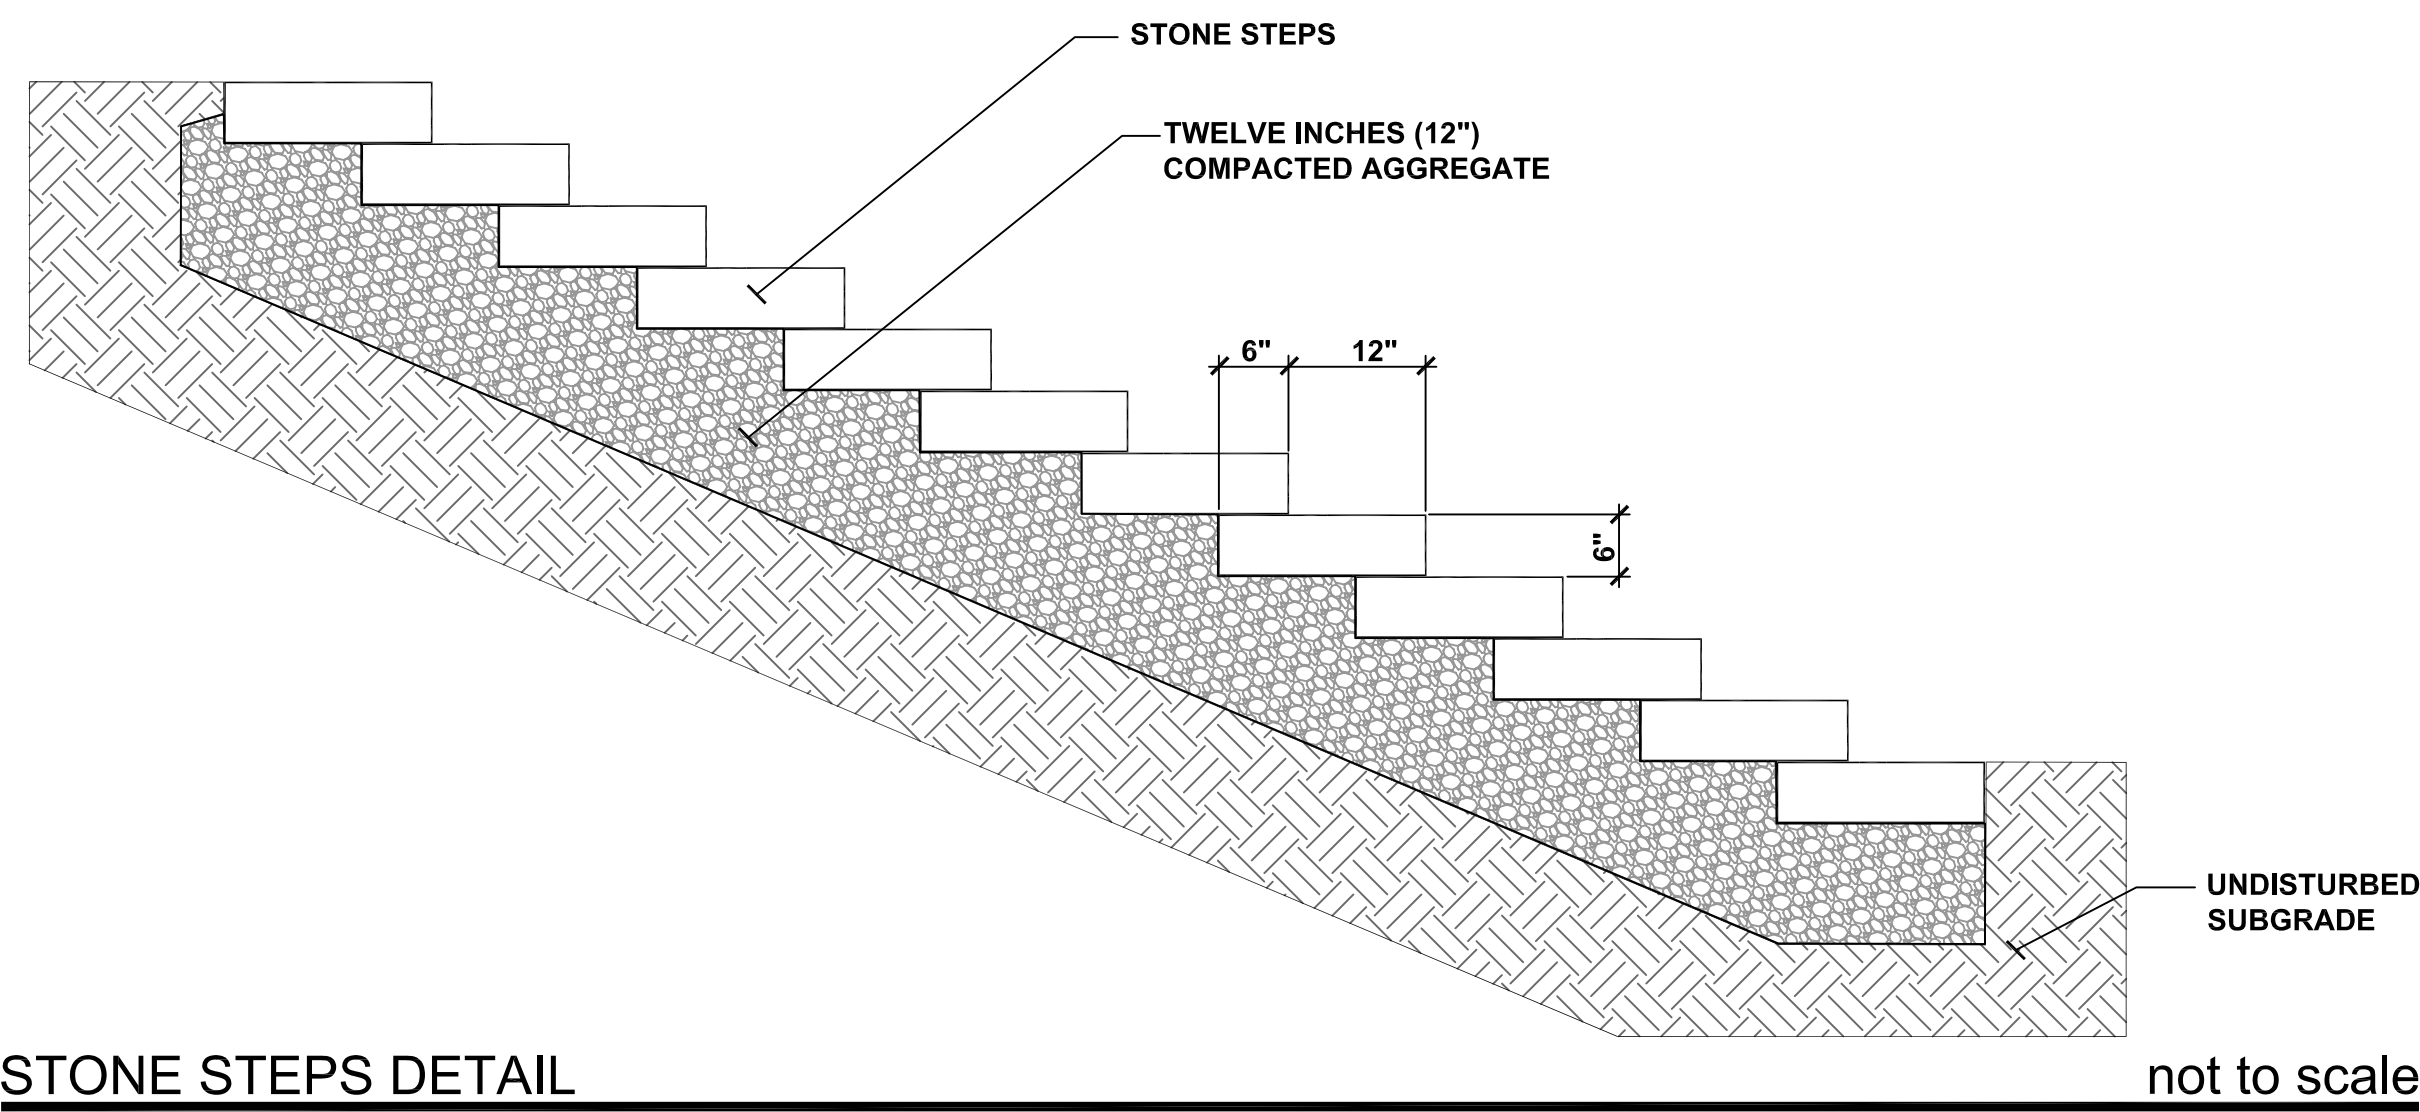 STONE STEPS
TWELVE INCHES (12")
COMPACTED AGGREGATE
6"
12"
6"
UNDISTURBED
SUBGRADE
STONE STEPS DETAIL
not to scale